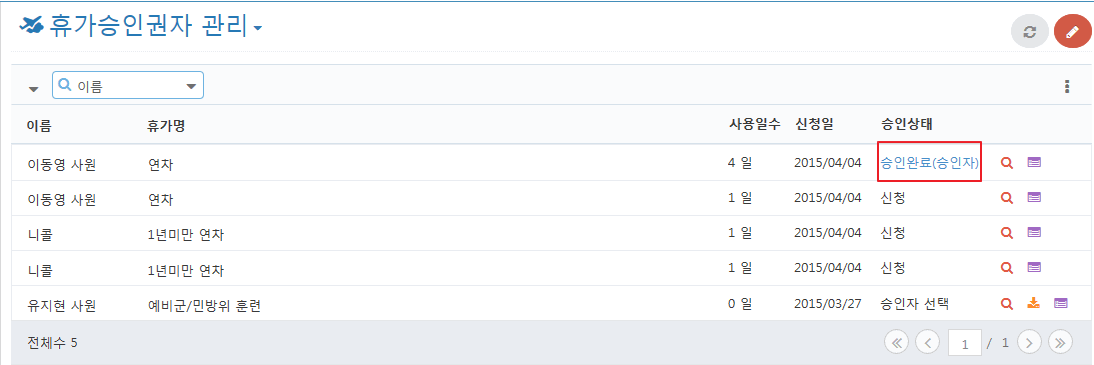 휴가승인권자 관리
이름
이름 휴가명 사용일수 신청일 승인상태
이동영 사원 연차 4 일 2015/04/04 승인완료(승인자)
이동영 사원 연차 1 일 2015/04/04 신청
니콜 1년미만 연차 1 일 2015/04/04 신청
니콜 1년미만 연차 1 일 2015/04/04 신청
유지현 사원 예비군/민방위 훈련 0 일 2015/03/27 승인자 선택
전체수 5 1 / 1